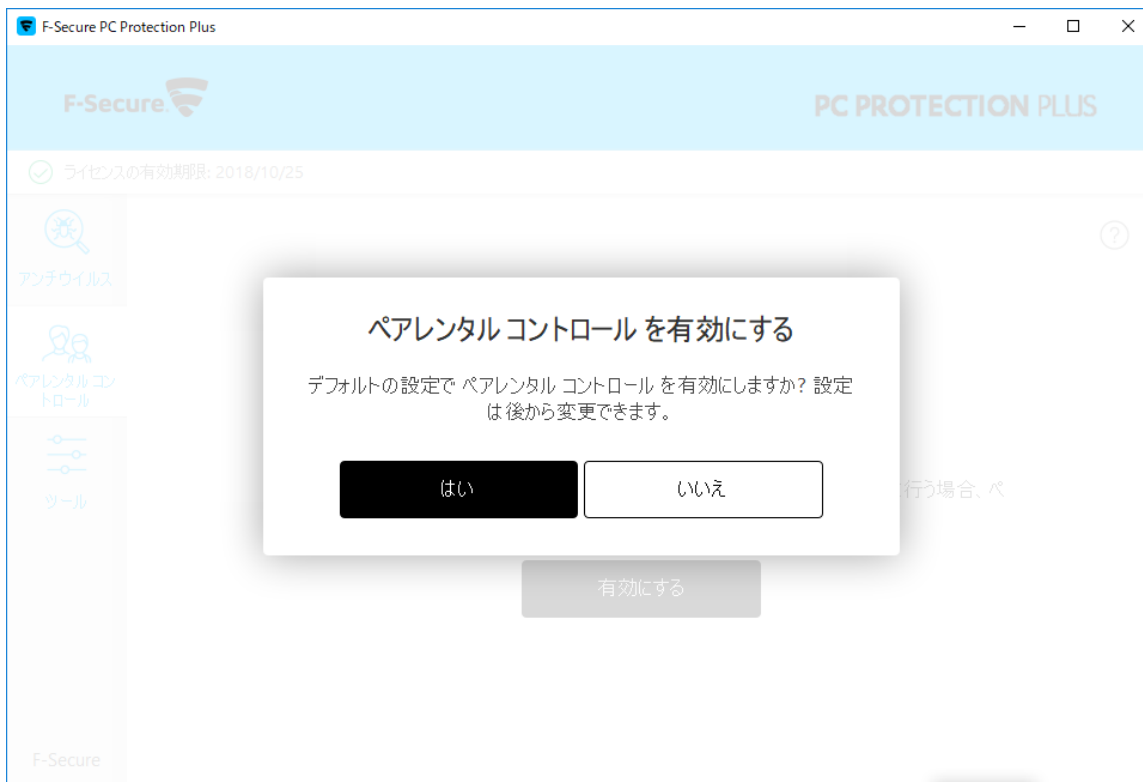 F-Secure PC Protection Plus
F-Secure.
PC PROTECTION PLUS
ライセンスの有効期限: 2018/10/25
アンチウイルス
ペアレンタル コン
トロール
ツール
ペアレンタル コントロール を有効にする
デフォルトの設定で ペアレンタル コントロール を有効にしますか? 設定
は後から変更できます。
はい
いいえ
行う場合、ペ
有効にする
F-Secure